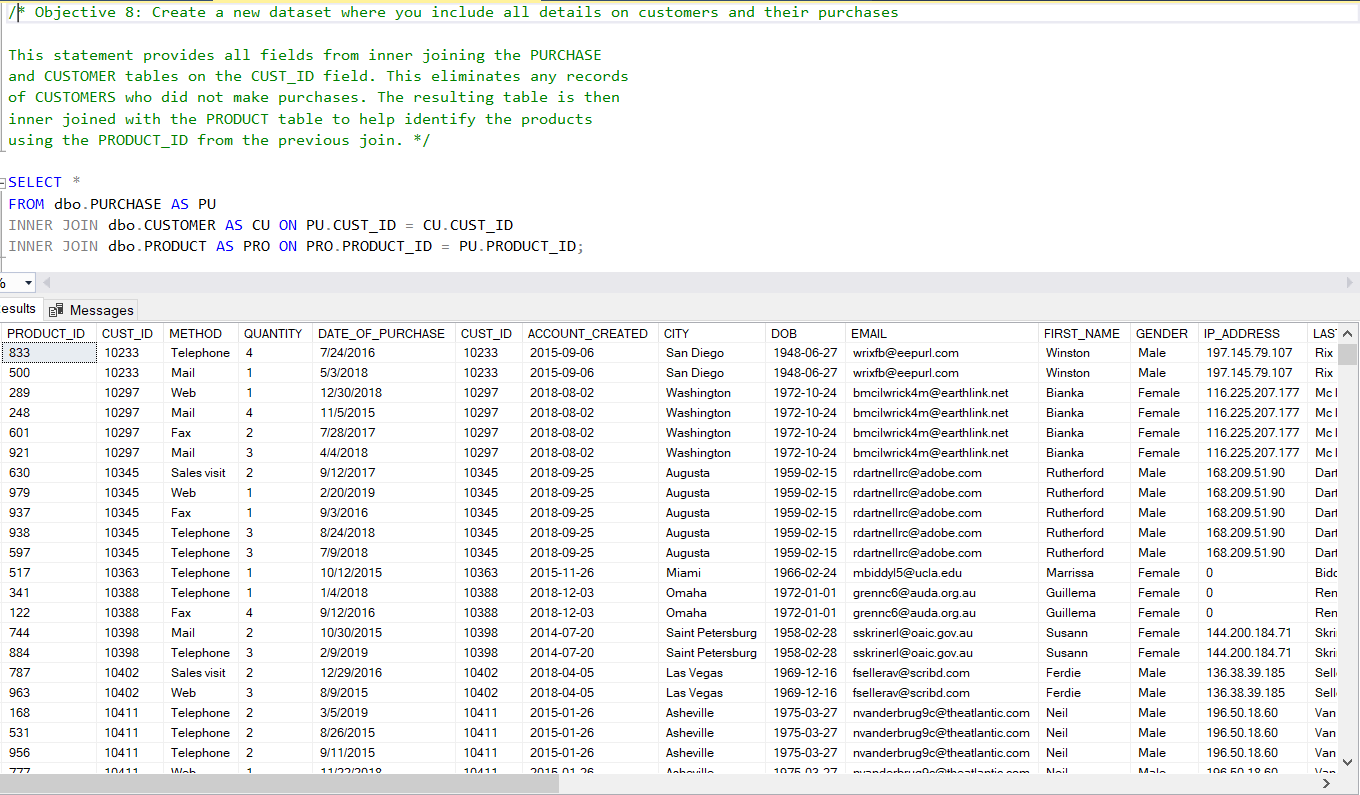 /* Objective 8: Create a new dataset where you include all details on customers and their purchases
This statement provides all fields from inner joining the PURCHASE
and CUSTOMER tables on the CUST_ID field. This eliminates any records
of CUSTOMERS who did not make purchases. The resulting table is then
inner joined with the PRODUCT table to help identify the products
using the PRODUCT_ID from the previous join. */
SELECT *
FROM dbo.PURCHASE AS PU
INNER JOIN dbo.CUSTOMER AS CU ON PU.CUST_ID = CU.CUST_ID
INNER JOIN dbo.PRODUCT AS PRO ON PRO.PRODUCT_ID = PU.PRODUCT_ID;
%
esults Messages
PRODUCT_ID CUST_ID METHOD QUANTITY DATE_OF_PURCHASE CUST_ID ACCOUNT_CREATED CITY DOB EMAIL FIRST_NAME GENDER IP_ADDRESS LAS
833 10233 Telephone 4 7/24/2016 10233 2015-09-06 San Diego 1948-06-27 wrixfb@eepurl.com Winston Male 197.145.79.107 Rix
500 10233 Mail 1 5/3/2018 10233 2015-09-06 San Diego 1948-06-27 wrixfb@eepurl.com Winston Male 197.145.79.107 Rix
289 10297 Web 1 12/30/2018 10297 2018-08-02 Washington 1972-10-24 bmcilwrick4m@earthlink.net Bianka Female 116.225.207.177 Mc
248 10297 Mail 4 11/5/2015 10297 2018-08-02 Washington 1972-10-24 bmcilwrick4m@earthlink.net Bianka Female 116.225.207.177 Mc
601 10297 Fax 2 7/28/2017 10297 2018-08-02 Washington 1972-10-24 bmcilwrick4m@earthlink.net Bianka Female 116.225.207.177 Mc
921 10297 Mail 3 4/4/2018 10297 2018-08-02 Washington 1972-10-24 bmcilwrick4m@earthlink.net Bianka Female 116.225.207.177 Mc
630 10345 Sales visit 2 9/12/2017 10345 2018-09-25 Augusta 1959-02-15 rdartnellrc@adobe.com Rutherford Male 168.209.51.90 Dart
979 10345 Web 1 2/20/2019 10345 2018-09-25 Augusta 1959-02-15 rdartnellrc@adobe.com Rutherford Male 168.209.51.90 Dart
937 10345 Fax 1 9/3/2016 10345 2018-09-25 Augusta 1959-02-15 rdartnellrc@adobe.com Rutherford Male 168.209.51.90 Dart
938 10345 Telephone 3 8/24/2018 10345 2018-09-25 Augusta 1959-02-15 rdartnellrc@adobe.com Rutherford Male 168.209.51.90 Dart
597 10345 Telephone 3 7/9/2018 10345 2018-09-25 Augusta 1959-02-15 rdartnellrc@adobe.com Rutherford Male 168.209.51.90 Dart
517 10363 Telephone 1 10/12/2015 10363 2015-11-26 Miami 1966-02-24 mbiddyl5@ucla.edu Marrissa Female 0 Bidd
341 10388 Telephone 1 1/4/2018 10388 2018-12-03 Omaha 1972-01-01 grennc6@auda.org.au Guillema Female 0 Ren
122 10388 Fax 4 9/12/2016 10388 2018-12-03 Omaha 1972-01-01 grennc6@auda.org.au Guillema Female 0 Ren
744 10398 Mail 2 10/30/2015 10398 2014-07-20 Saint Petersburg 1958-02-28 sskrinerl@oaic.gov.au Susann Female 144.200.184.71 Skri
884 10398 Telephone 3 2/9/2019 10398 2014-07-20 Saint Petersburg 1958-02-28 sskrinerl@oaic.gov.au Susann Female 144.200.184.71 Skri
787 10402 Sales visit 2 12/29/2016 10402 2018-04-05 Las Vegas 1969-12-16 fsellerav@scribd.com Ferdie Male 136.38.39.185 Sell
963 10402 Web 3 8/9/2015 10402 2018-04-05 Las Vegas 1969-12-16 fsellerav@scribd.com Ferdie Male 136.38.39.185 Sell
168 10411 Telephone 2 3/5/2019 10411 2015-01-26 Asheville 1975-03-27 nvanderbrug9c@theatlantic.com Neil Male 196.50.18.60 Van
531 10411 Telephone 2 8/26/2015 10411 2015-01-26 Asheville 1975-03-27 nvanderbrug9c@theatlantic.com Neil Male 196.50.18.60 Van
956 10411 Telephone 2 9/11/2015 10411 2015-01-26 Asheville 1975-03-27 nvanderbrug9c@theatlantic.com Neil Male 196.50.18.60 Van
777 10411 Web 1 11/22/2018 10411 2015-01-26 Asheville 1975-03-27 nvanderbrug9c@theatlantic.com Neil Male 196.50.18.60 Van